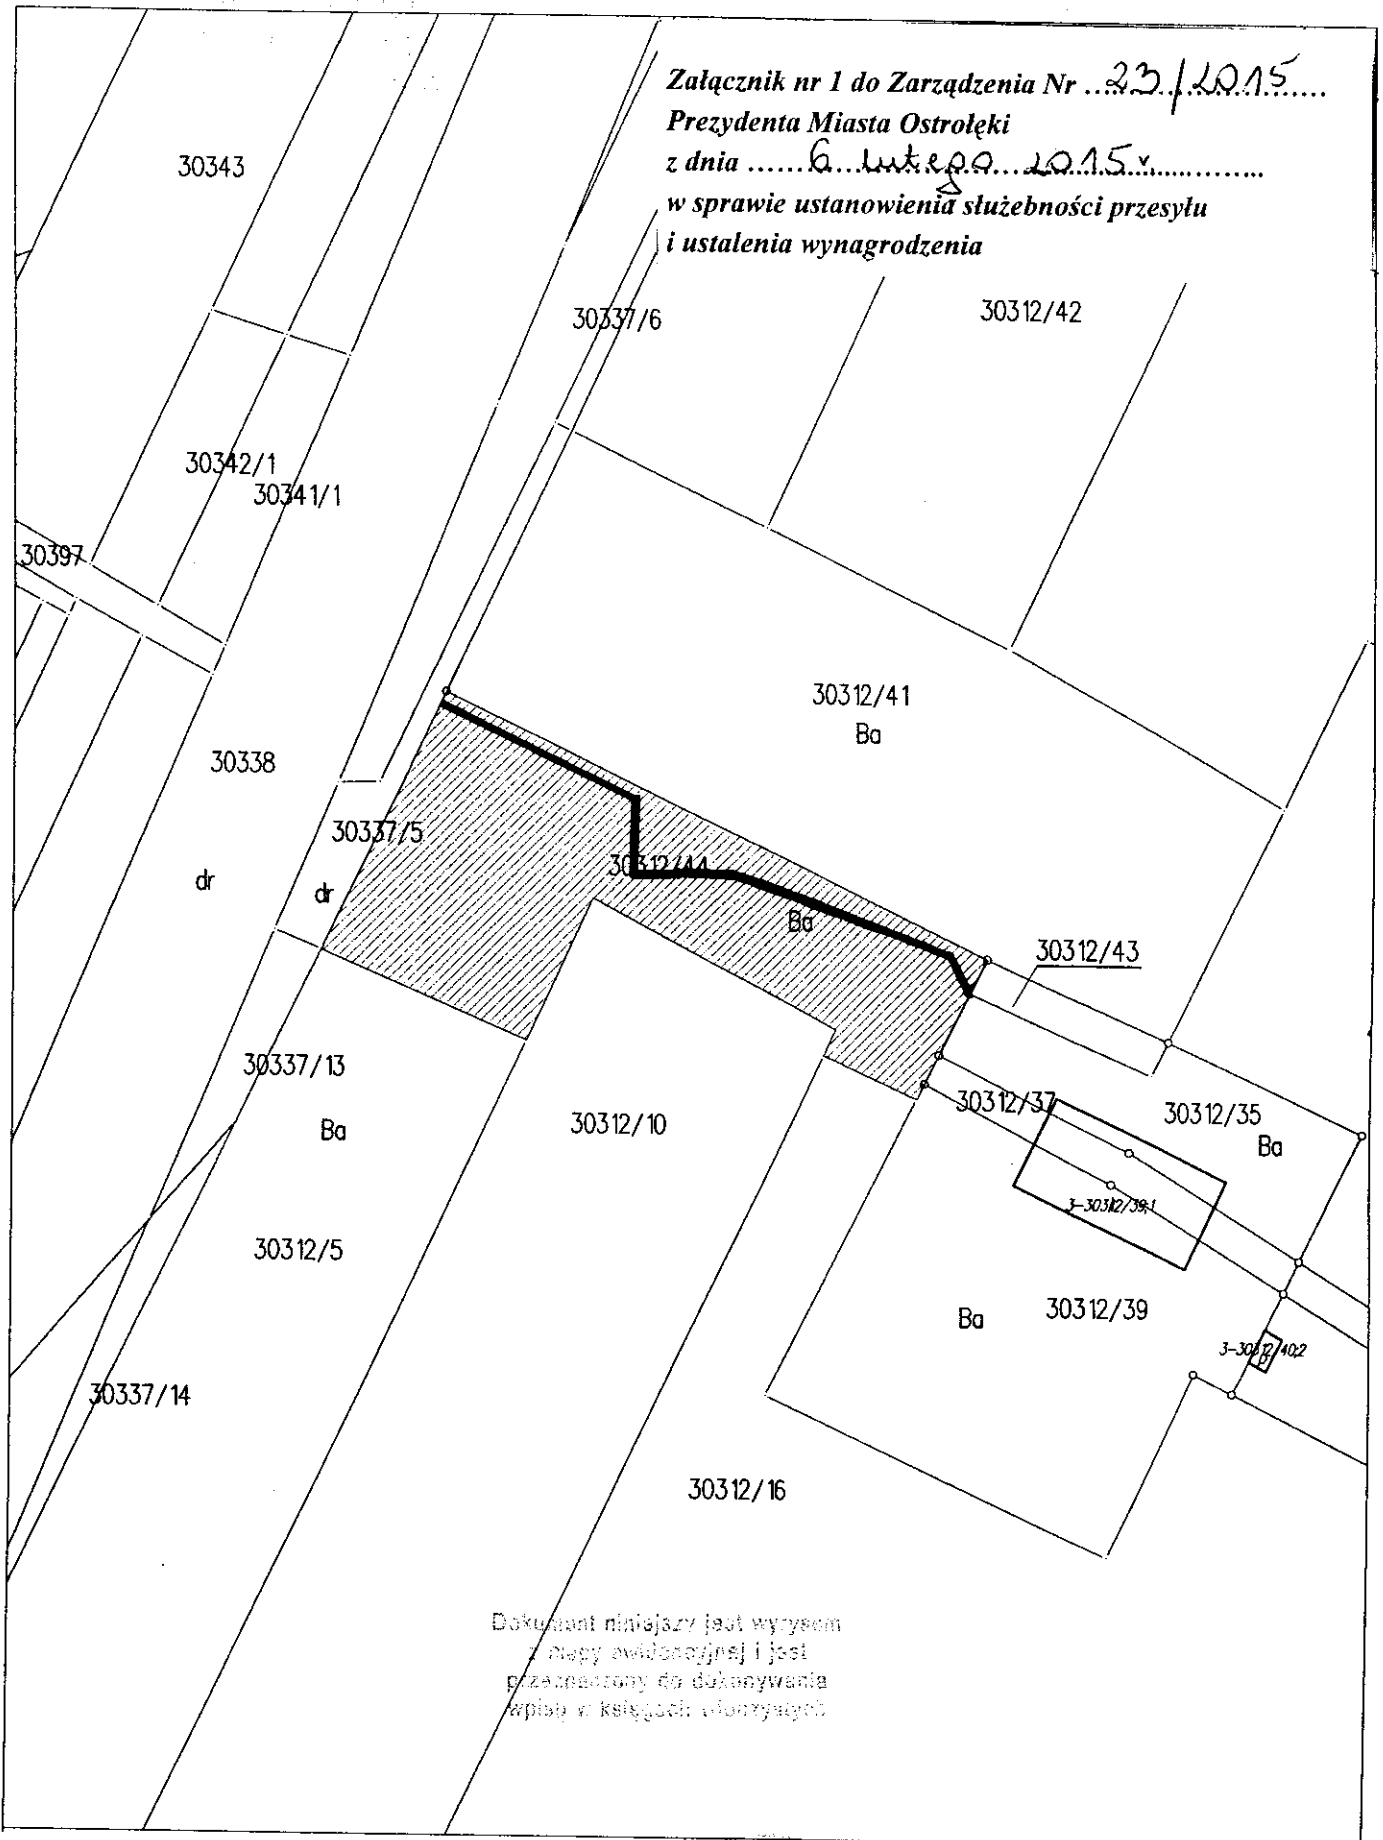 Załącznik nr 1 do Zarządzenia Nr ...23/2015...
Prezydenta Miasta Ostrołęki
z dnia ......6 lutego 2015 r...........
w sprawie ustanowienia służebności przesyłu
i ustalenia wynagrodzenia
30343
30337/6
30312/42
30342/1
30341/1
30397
30312/41
Ba
30338
30337/5
30312/44
dr
dr
Ba
30312/43
30337/13
30312/37
30312/35
30312/10
Ba
Ba
3-30312/39;1
30312/5
30312/39
Ba
3-30312/40;2
30337/14
30312/16
Dokument niniejszy jest wyrysem
z mapy ewidencyjnej i jest
przeznaczony do dokonywania
wpisu w księgach wieczystych